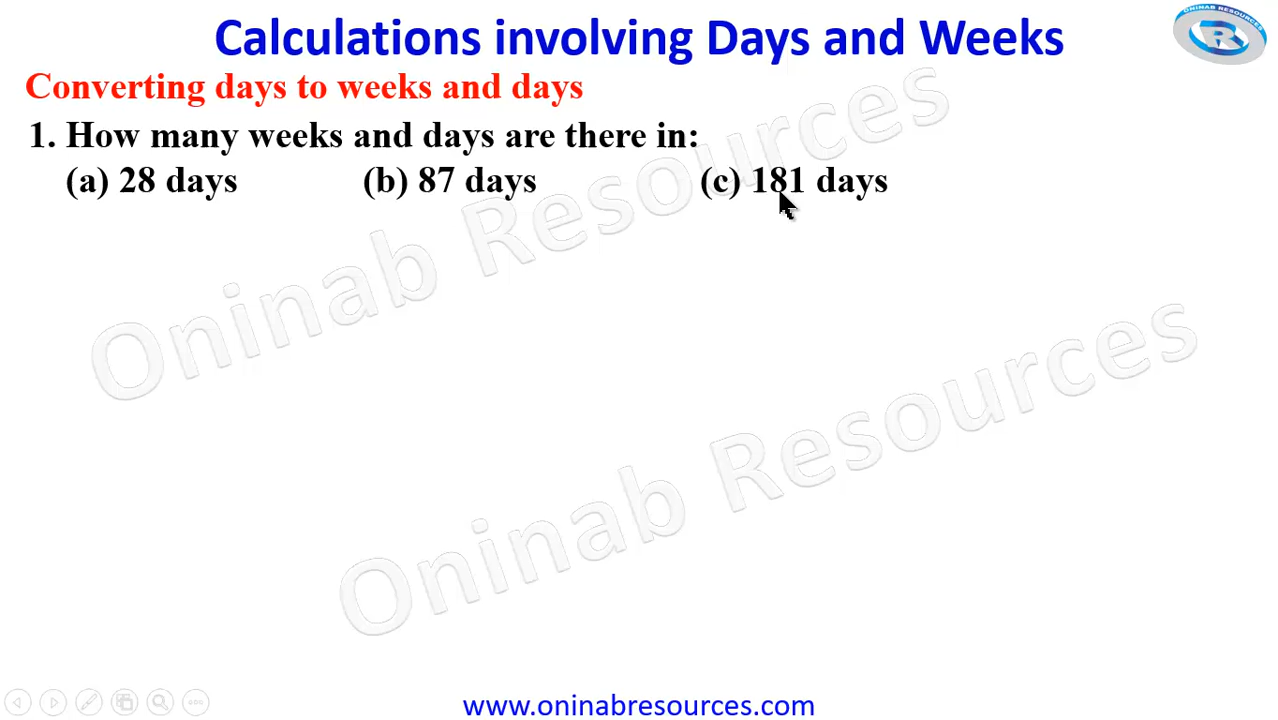 Calculations involving Days and Weeks
ONINAB RESOURCES
R
Converting days to weeks and days
1. How many weeks and days are there in:
(a) 28 days (b) 87 days (c) 181 days
Oninab Resources
Oninab Resources
www.oninabresources.com